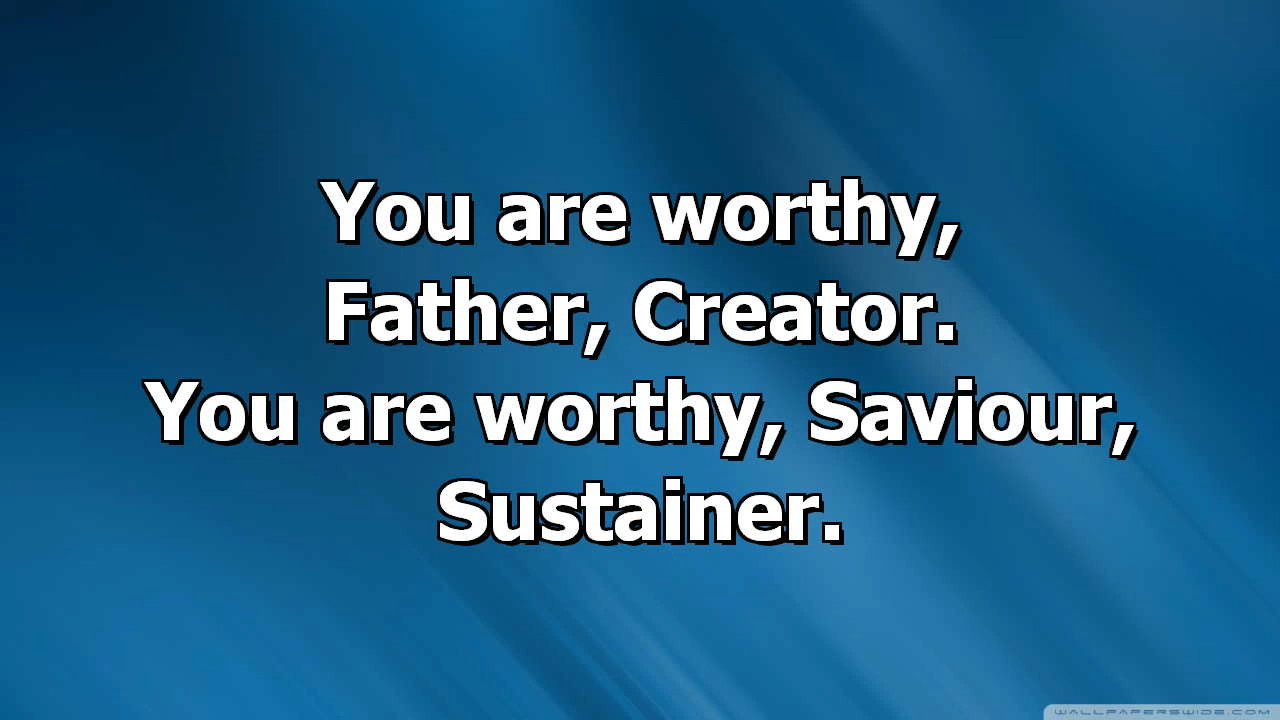 You are worthy,
Father, Creator.
You are worthy, Saviour,
Sustainer.
WALLPAPERSWIDE.COM